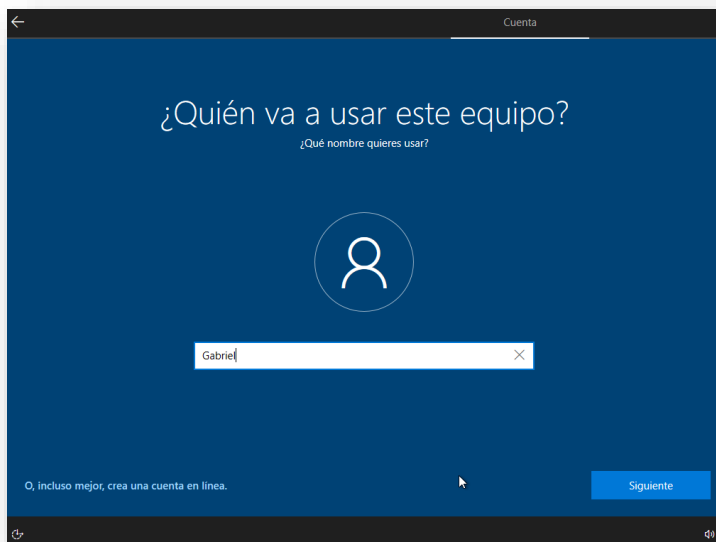 Cuenta
¿Quién va a usar este equipo?
¿Qué nombre quieres usar?
Gabriel
O, incluso mejor, crea una cuenta en línea.
Siguiente